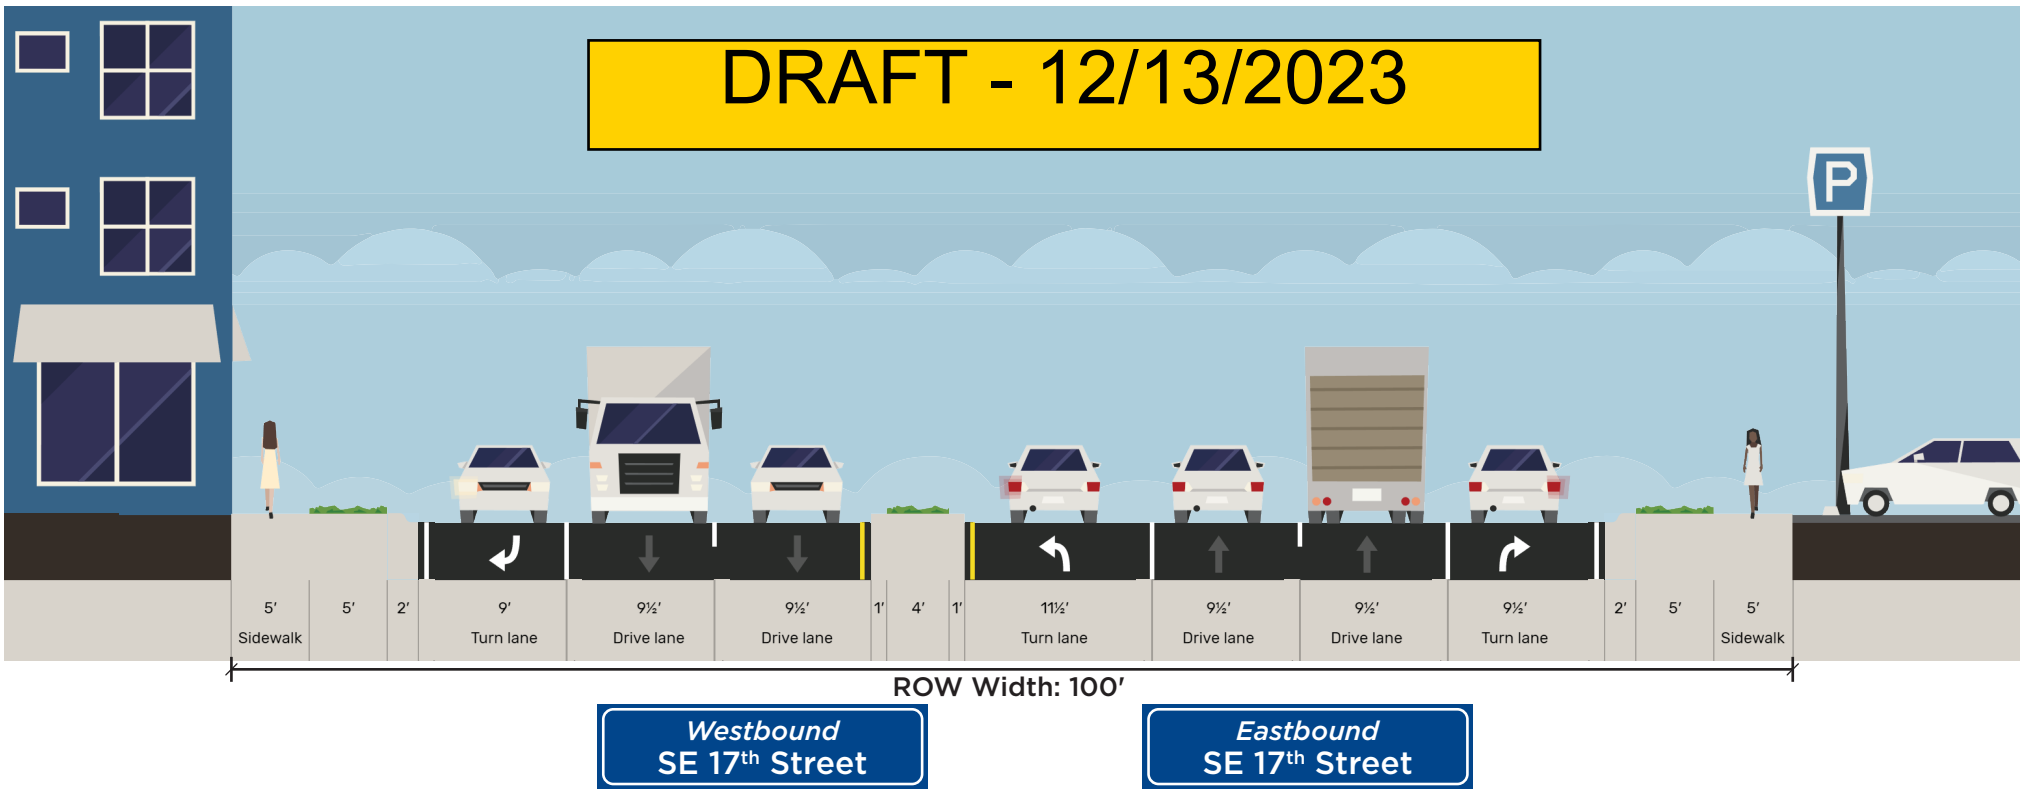 DRAFT - 12/13/2023
P
5' 5' 2' 9' 9½' 9½' 1' 4' 1' 11½' 9½' 9½' 9½' 2' 5' 5'
Sidewalk Turn lane Drive lane Drive lane Turn lane Drive lane Drive lane Turn lane Sidewalk
ROW Width: 100'
Westbound
SE 17th Street
Eastbound
SE 17th Street